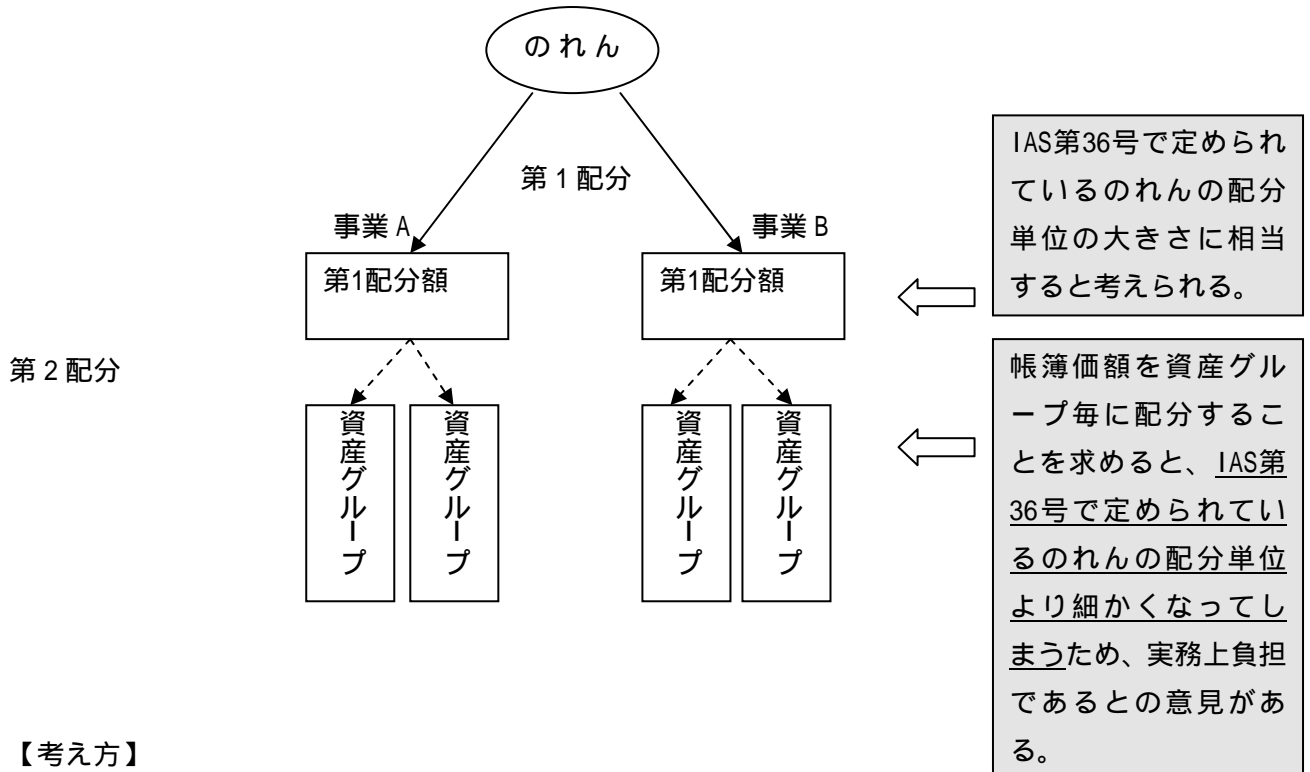 のれん
第１配分
事業A
事業B
第1配分額
第1配分額
IAS第36号で定められ
ているのれんの配分
単位の大きさに相当
すると考えられる。
第２配分
資産グループ
資産グループ
資産グループ
資産グループ
帳簿価額を資産グル
ープ毎に配分するこ
とを求めると、IAS第
36号で定められてい
るのれんの配分単位
より細かくなってし
まうため、実務上負担
であるとの意見があ
る。
【考え方】